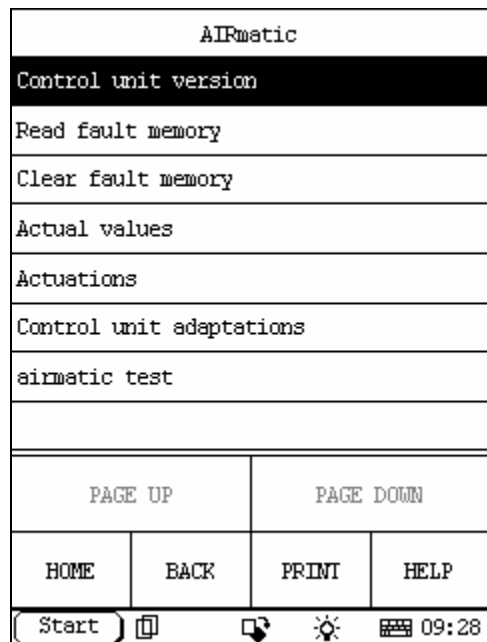 AIRmatic
Control unit version
Read fault memory
Clear fault memory
Actual values
Actuations
Control unit adaptations
airmatic test
PAGE UP PAGE DOWN
HOME BACK PRINT HELP
Start 09:28